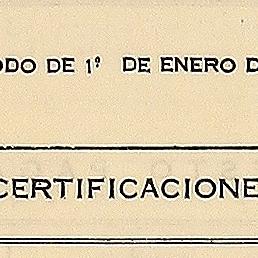 ODO DE 1º DE ENERO D
CERTIFICACIONE